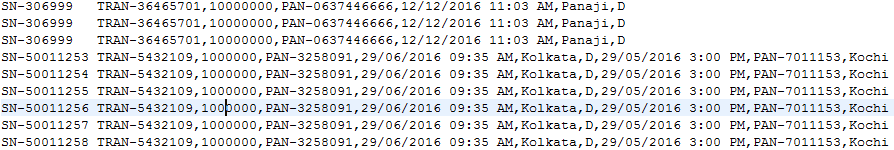 SN-306999 TRAN-36465701,10000000,PAN-0637446666,12/12/2016 11:03 AM,Panaji,D
SN-306999 TRAN-36465701,10000000,PAN-0637446666,12/12/2016 11:03 AM,Panaji,D
SN-306999 TRAN-36465701,10000000,PAN-0637446666,12/12/2016 11:03 AM,Panaji,D
SN-50011253 TRAN-5432109,1000000,PAN-3258091,29/06/2016 09:35 AM,Kolkata,D,29/05/2016 3:00 PM,PAN-7011153,Kochi
SN-50011254 TRAN-5432109,1000000,PAN-3258091,29/06/2016 09:35 AM,Kolkata,D,29/05/2016 3:00 PM,PAN-7011153,Kochi
SN-50011255 TRAN-5432109,1000000,PAN-3258091,29/06/2016 09:35 AM,Kolkata,D,29/05/2016 3:00 PM,PAN-7011153,Kochi
SN-50011256 TRAN-5432109,1000000,PAN-3258091,29/06/2016 09:35 AM,Kolkata,D,29/05/2016 3:00 PM,PAN-7011153,Kochi
SN-50011257 TRAN-5432109,1000000,PAN-3258091,29/06/2016 09:35 AM,Kolkata,D,29/05/2016 3:00 PM,PAN-7011153,Kochi
SN-50011258 TRAN-5432109,1000000,PAN-3258091,29/06/2016 09:35 AM,Kolkata,D,29/05/2016 3:00 PM,PAN-7011153,Kochi